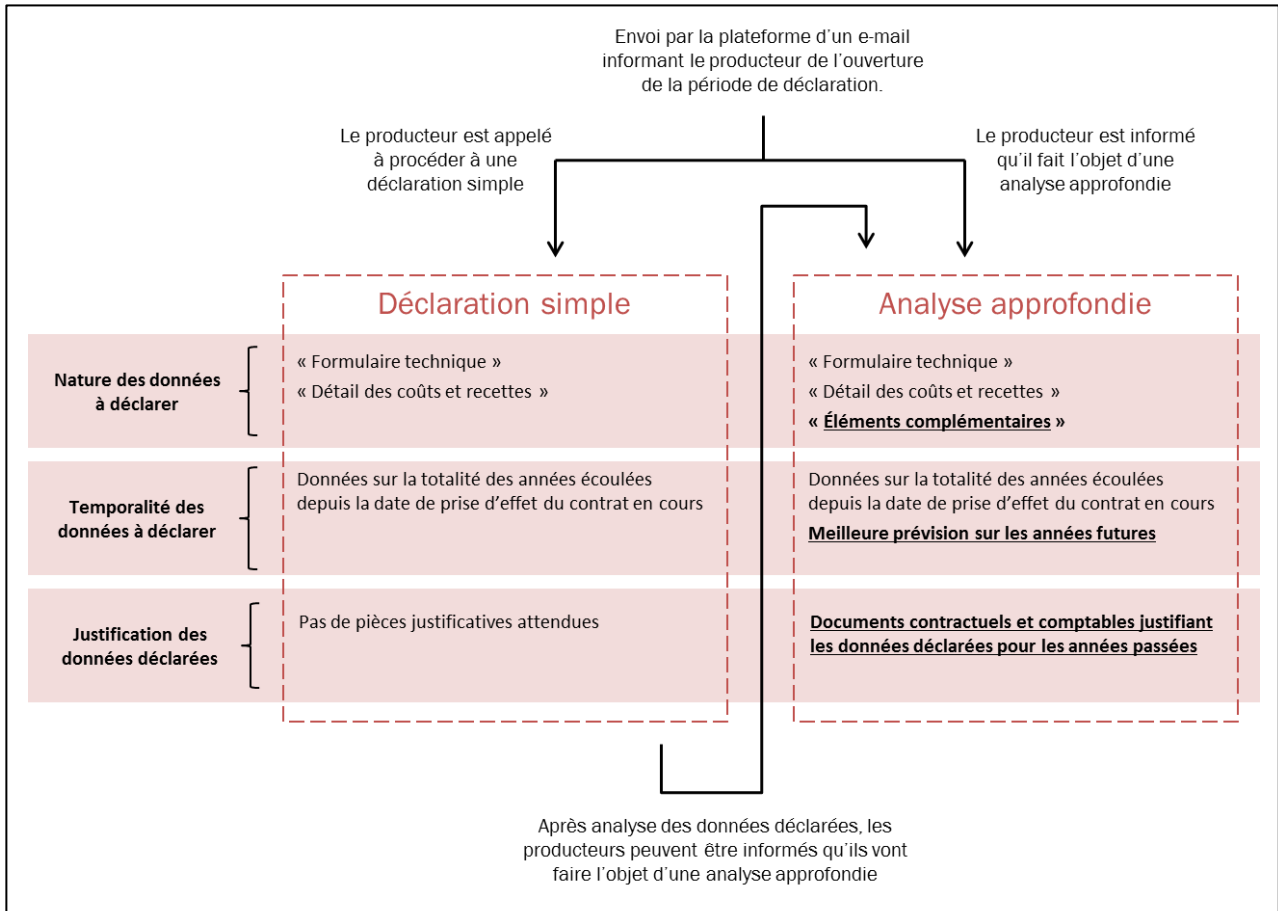 Envoi par la plateforme d'un e-mail
informant le producteur de l'ouverture
de la période de déclaration.
Le producteur est appelé
à procéder à une
déclaration simple
Le producteur est informé
qu'il fait l'objet d'une
analyse approfondie
Déclaration simple
Analyse approfondie
Nature des données
à déclarer
« Formulaire technique »
« Détail des coûts et recettes »
« Formulaire technique »
« Détail des coûts et recettes »
« Éléments complémentaires »
Temporalité des
données à déclarer
Données sur la totalité des années écoulées
depuis la date de prise d'effet du contrat en cours
Données sur la totalité des années écoulées
depuis la date de prise d'effet du contrat en cours
Meilleure prévision sur les années futures
Justification des
données déclarées
Pas de pièces justificatives attendues
Documents contractuels et comptables justifiant
les données déclarées pour les années passées
Après analyse des données déclarées, les
producteurs peuvent être informés qu'ils vont
faire l'objet d'une analyse approfondie